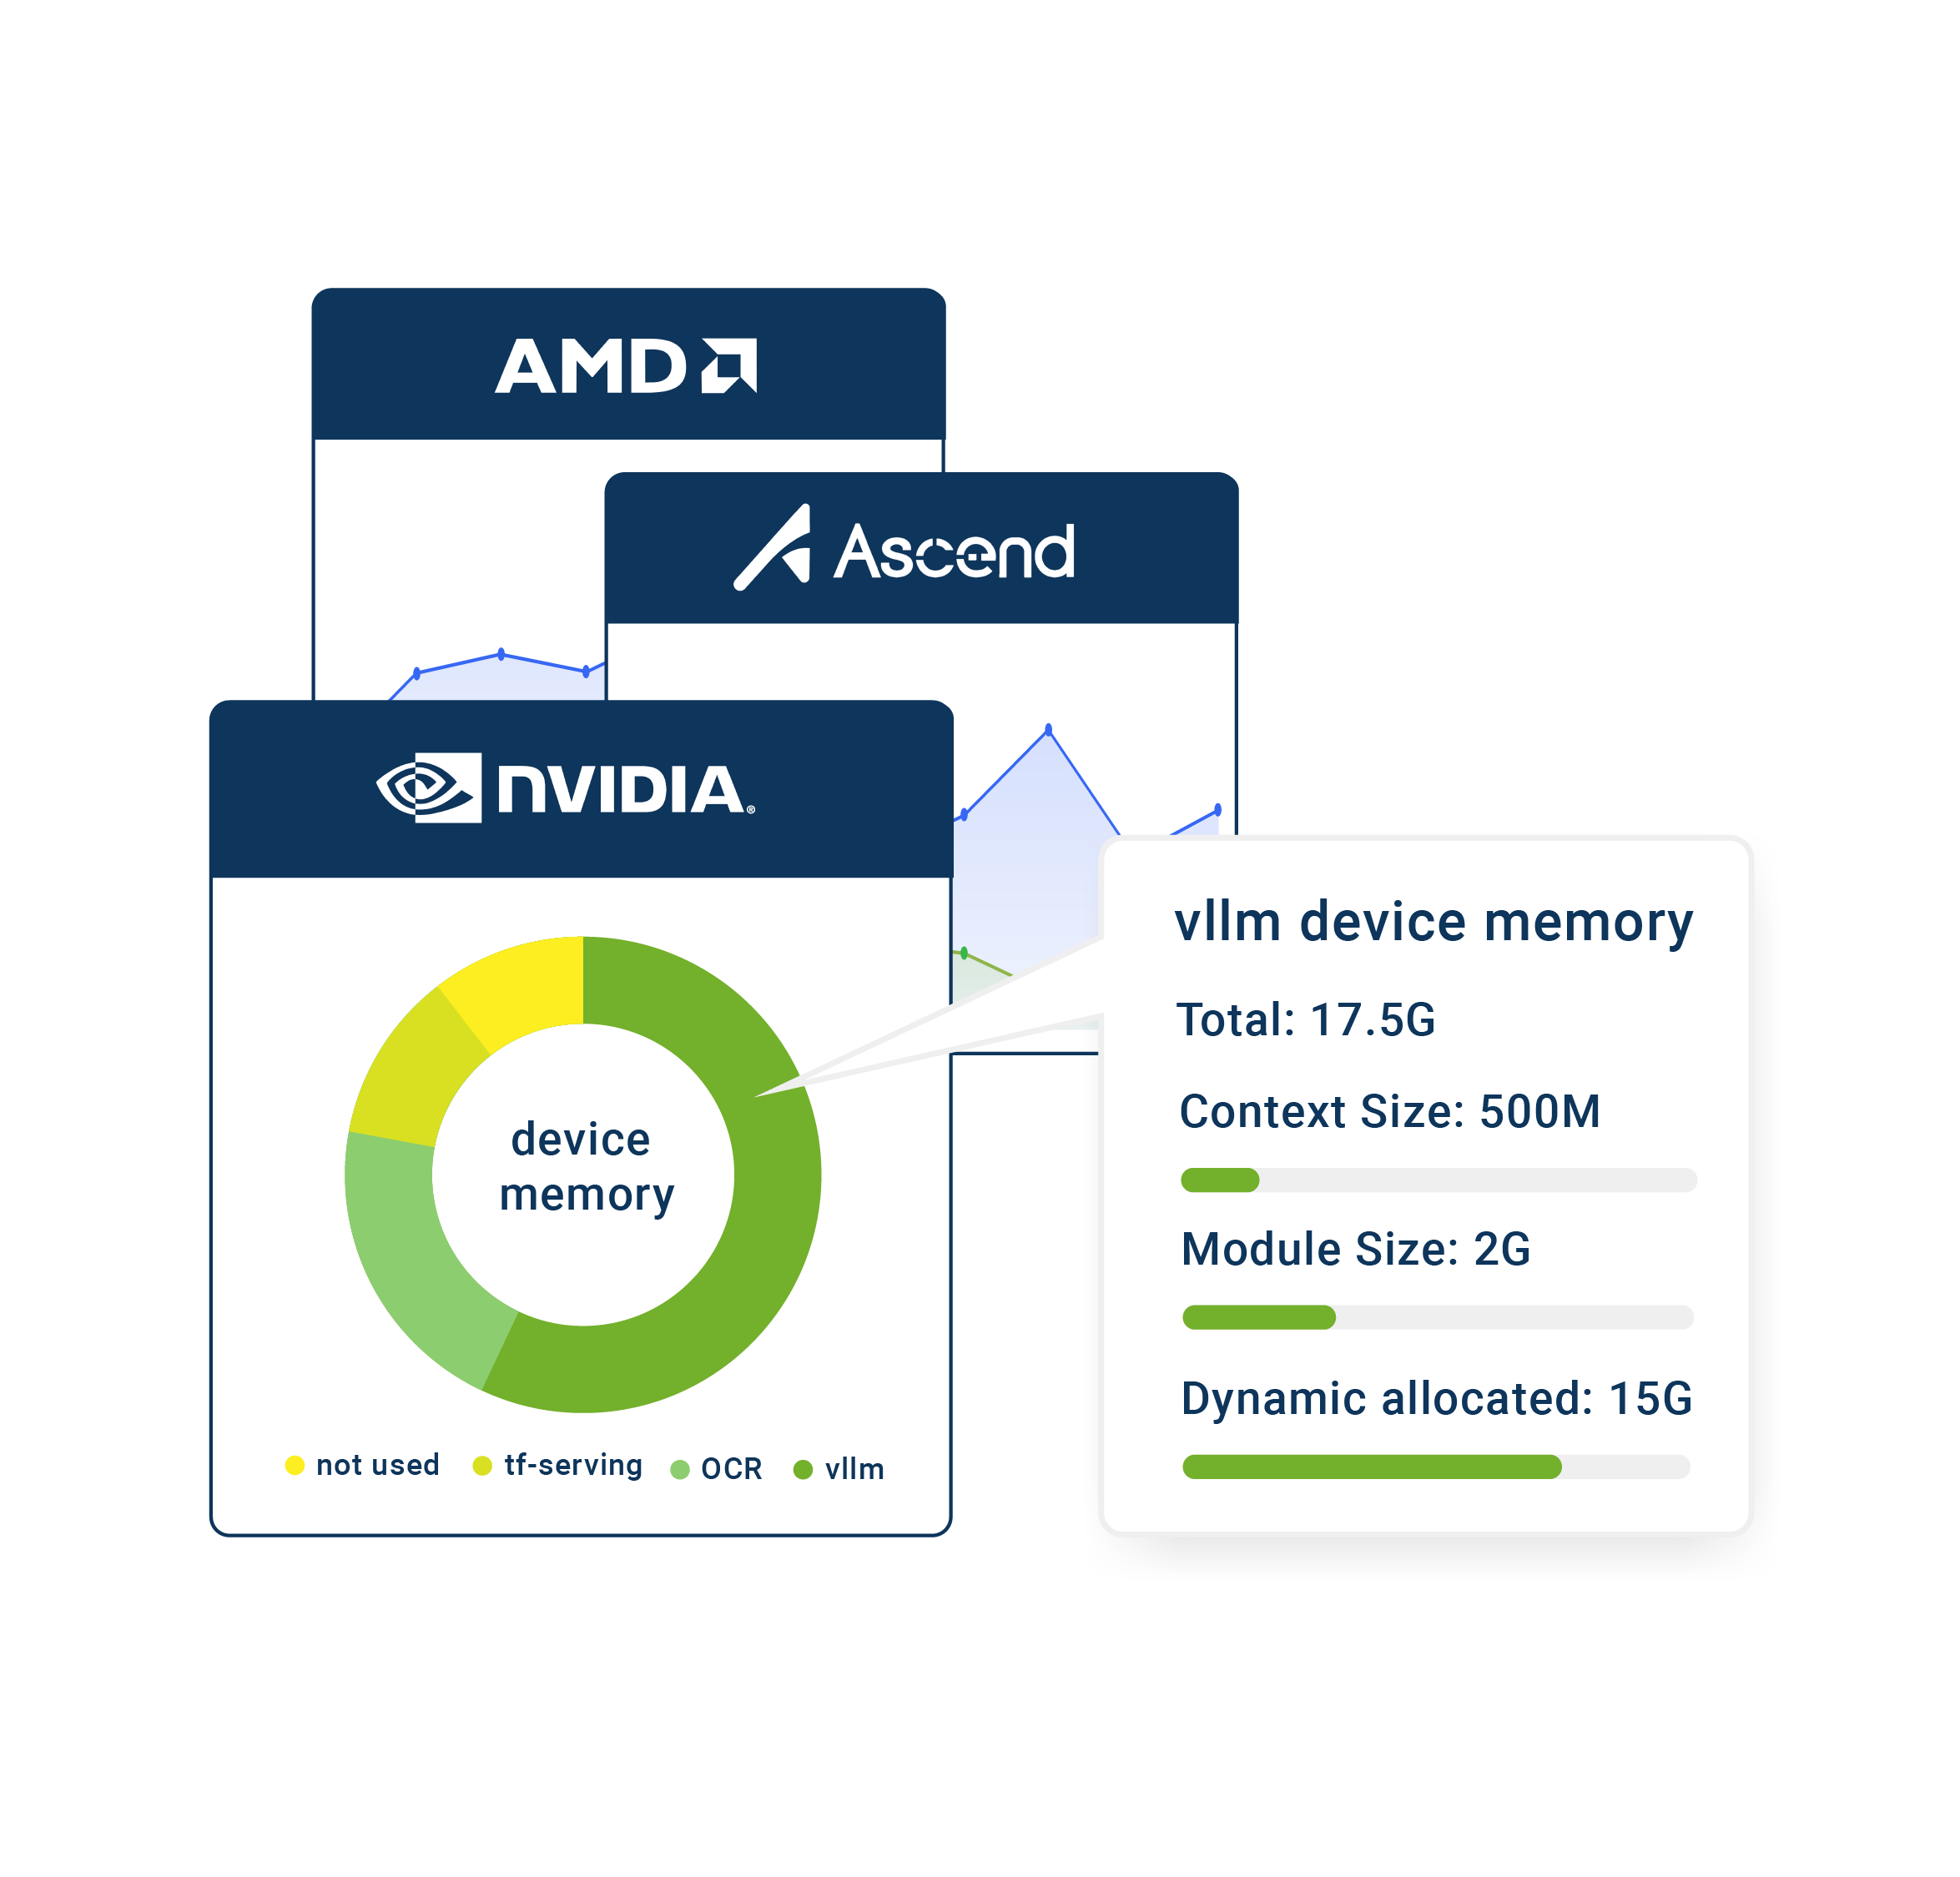 AMD
Ascend
nVIDIA®
device
memory
not used
tf-serving
OCR
vllm
vllm device memory
Total: 17.5G
Context Size: 500M
Module Size: 2G
Dynamic allocated: 15G